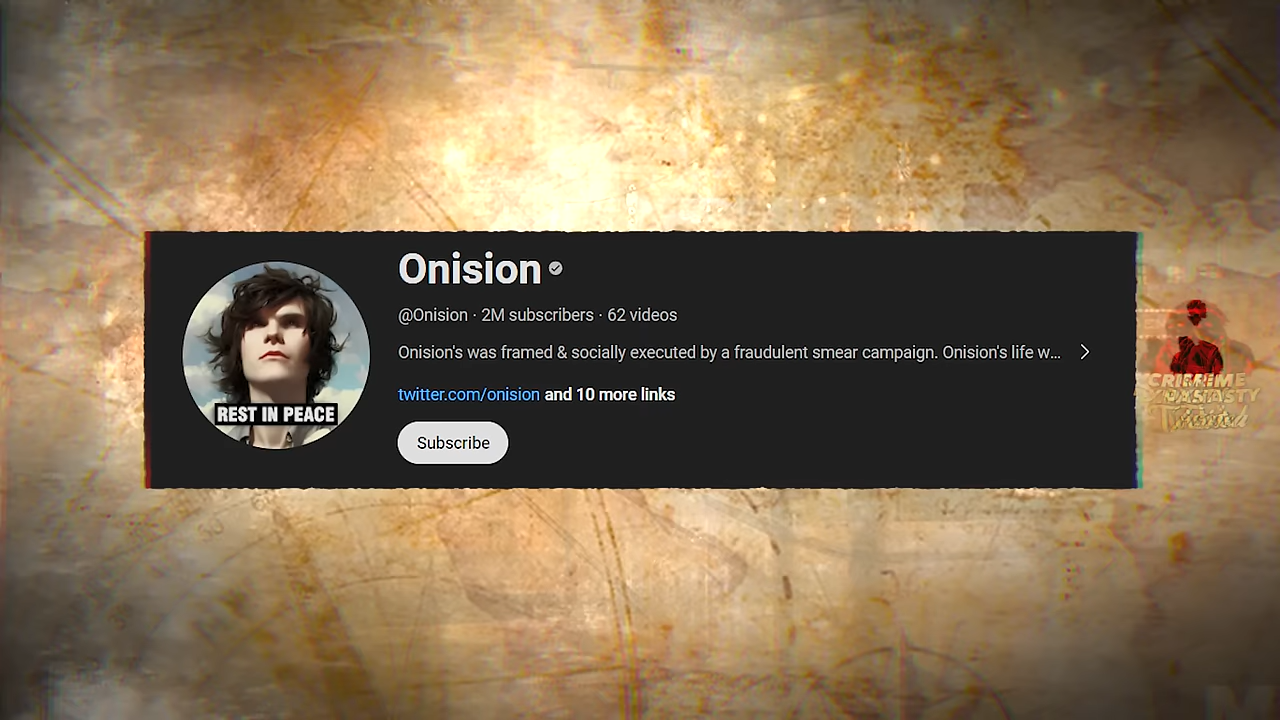 Onision
@Onision · 2M subscribers · 62 videos
Onision's was framed & socially executed by a fraudulent smear campaign. Onision's life w...
twitter.com/onision and 10 more links
Subscribe
REST IN PEACE